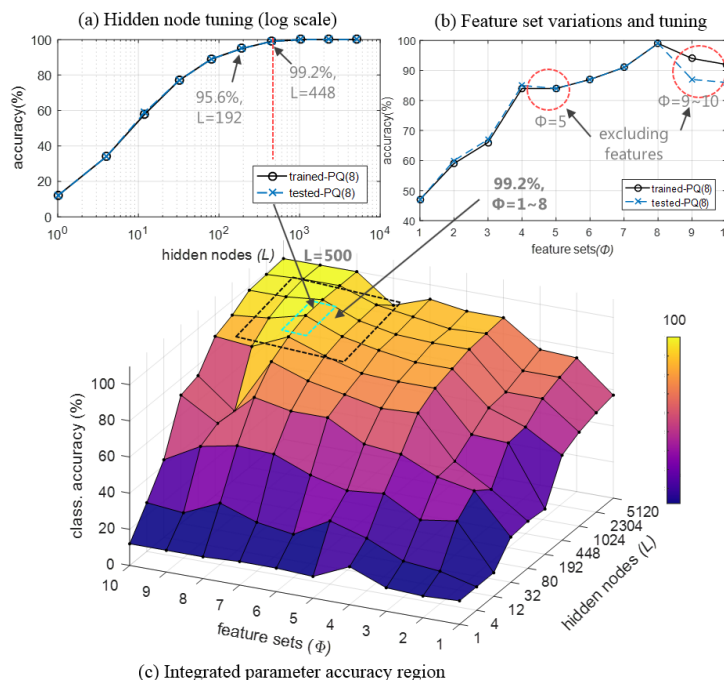 (a) Hidden node tuning (log scale)
100
80
60
40
20
0
accuracy(%)
95.6%,
L=192
99.2%,
L=448
trained-PQ(8)
tested-PQ(8)
10^0 10^1 10^2 10^3 10^4
hidden nodes (L)
(b) Feature set variations and tuning
100
90
80
70
60
50
40
accuracy(%)
Φ=5
Φ=9~10
excluding
features
trained-PQ(8)
tested-PQ(8)
1 2 3 4 5 6 7 8 9
feature sets(Φ)
99.2%,
Φ=1~8
L=500
100
80
60
40
20
0
class. accuracy (%)
10 9 8 7 6 5 4 3 2 1
feature sets (Φ)
1 4 12 32 80 192 448 1024 2304 5120
hidden nodes (L)
100
(c) Integrated parameter accuracy region